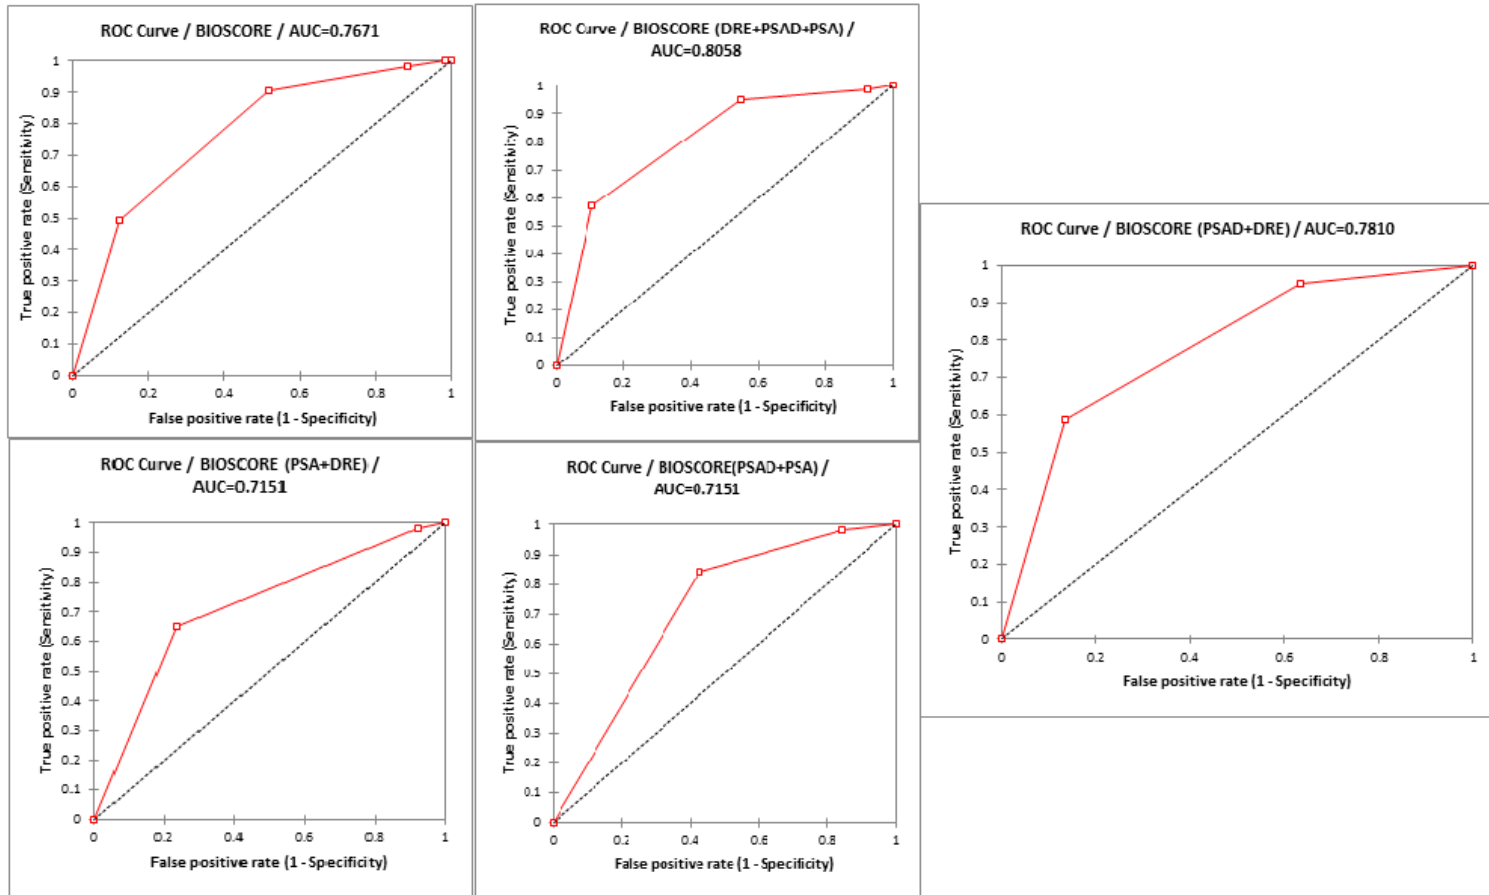 ROC Curve / BIOSCORE / AUC=0.7671
True positive rate (Sensitivity)
1
0.9
0.8
0.7
0.6
0.5
0.4
0.3
0.2
0.1
0
0 0.2 0.4 0.6 0.8 1
False positive rate (1 - Specificity)
ROC Curve / BIOSCORE (DRE+PSAD+PSA) /
AUC=0.8058
True positive rate (Sensitivity)
1
0.9
0.8
0.7
0.6
0.5
0.4
0.3
0.2
0.1
0
0 0.2 0.4 0.6 0.8 1
False positive rate (1 - Specificity)
ROC Curve / BIOSCORE (PSAD+DRE) / AUC=0.7810
True positive rate (Sensitivity)
1
0.9
0.8
0.7
0.6
0.5
0.4
0.3
0.2
0.1
0
0 0.2 0.4 0.6 0.8 1
False positive rate (1 - Specificity)
ROC Curve / BIOSCORE (PSA+DRE) /
AUC=0.7151
True positive rate (Sensitivity)
1
0.9
0.8
0.7
0.6
0.5
0.4
0.3
0.2
0.1
0
0 0.2 0.4 0.6 0.8 1
False positive rate (1 - Specificity)
ROC Curve / BIOSCORE(PSAD+PSA) /
AUC=0.7151
True positive rate (Sensitivity)
1
0.9
0.8
0.7
0.6
0.5
0.4
0.3
0.2
0.1
0
0 0.2 0.4 0.6 0.8 1
False positive rate (1 - Specificity)